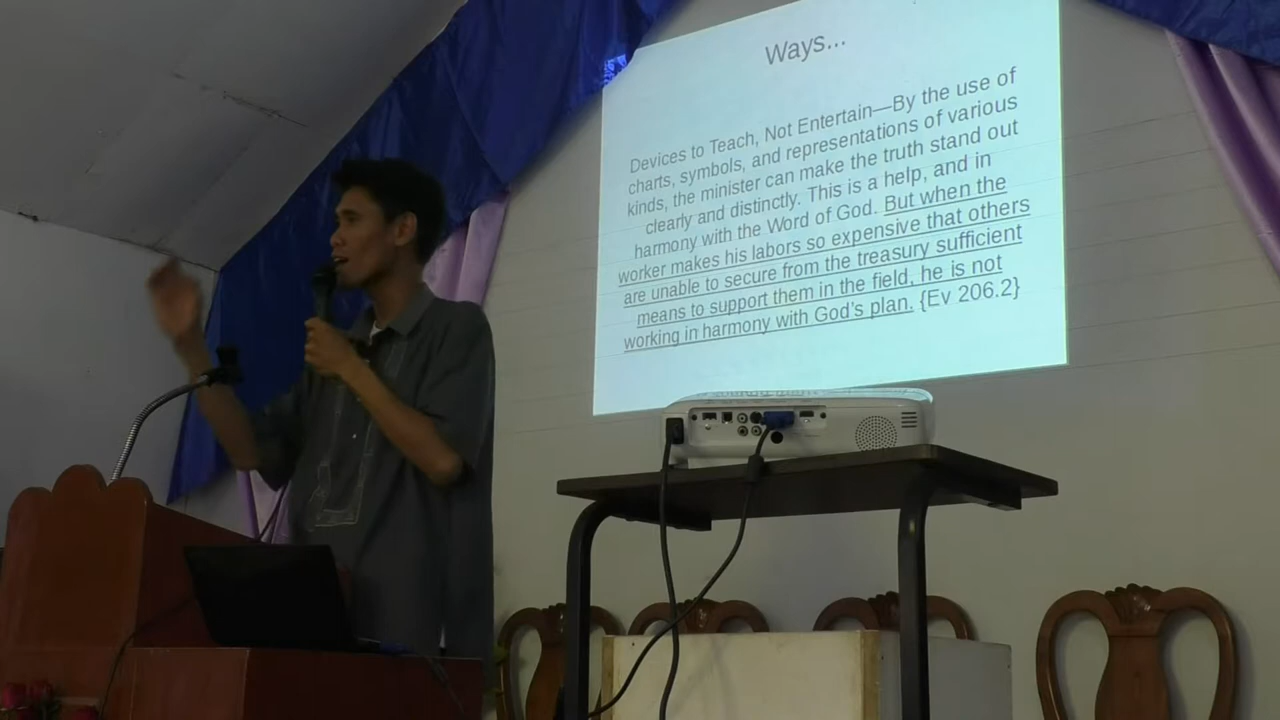 Ways...
Devices to Teach, Not Entertain—By the use of
charts, symbols, and representations of various
kinds, the minister can make the truth stand out
clearly and distinctly. This is a help, and in
harmony with the Word of God. But when the
worker makes his labors so expensive that others
are unable to secure from the treasury sufficient
means to support them in the field, he is not
working in harmony with God's plan. {Ev 206.2}